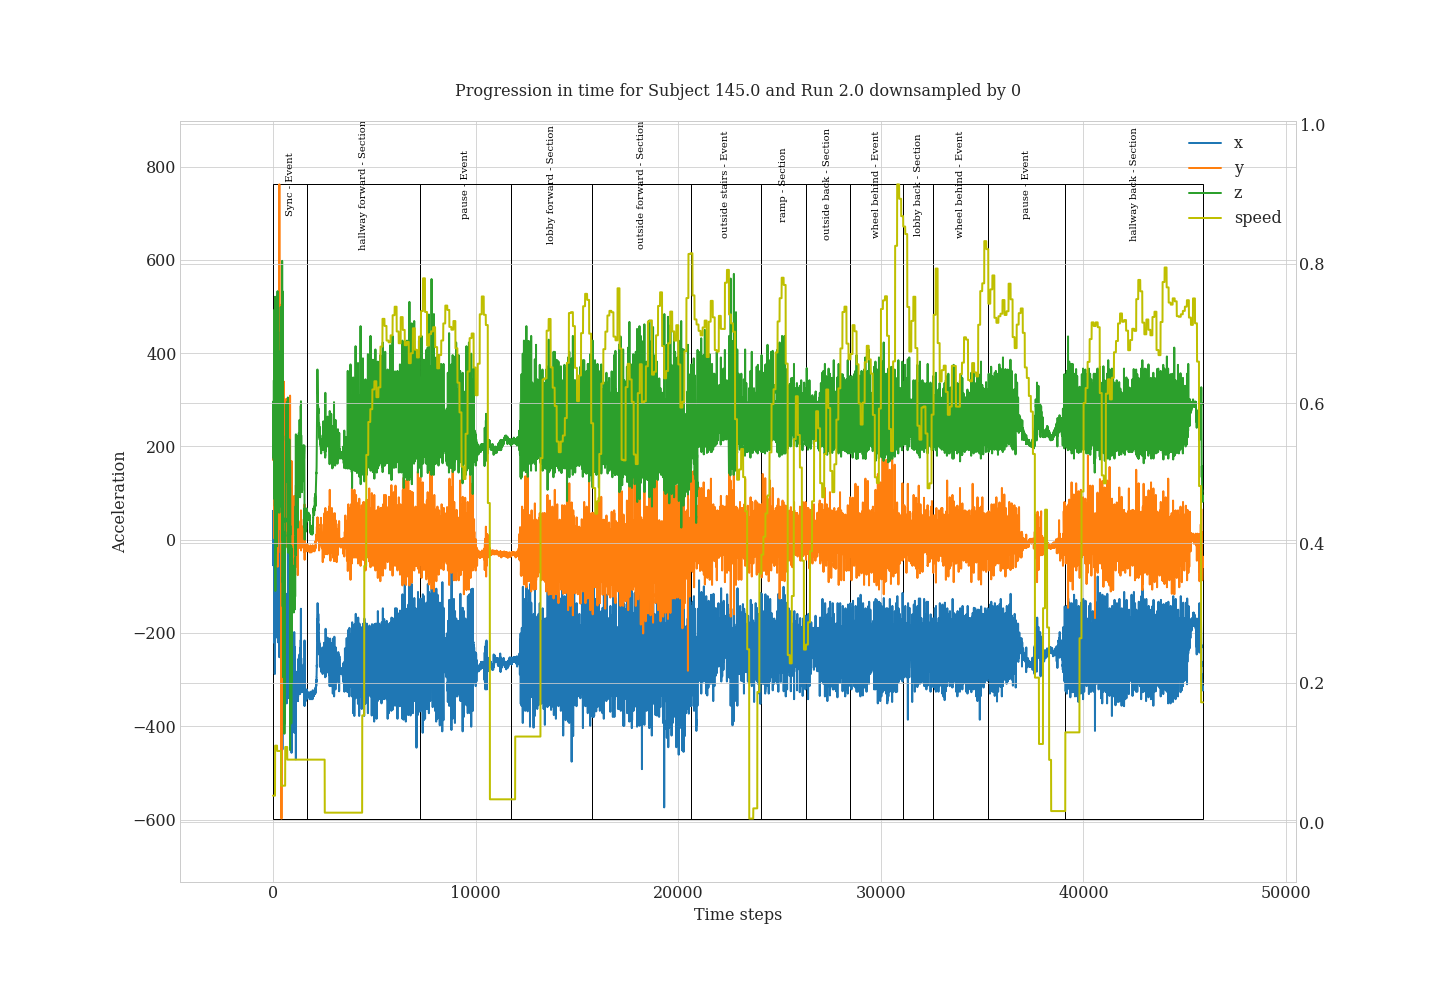 Progression in time for Subject 145.0 and Run 2.0 downsampled by 0
Sync - Event
hallway forward - Section
pause - Event
lobby forward - Section
outside forward - Section
outside stairs - Event
ramp - Section
outside back - Section
wheel behind - Event
lobby back - Section
wheel behind - Event
pause - Event
hallway back - Section
x
y
z
speed
800
600
400
200
0
−200
−400
−600
Acceleration
1.0
0.8
0.6
0.4
0.2
0.0
0
10000
20000
30000
40000
50000
Time steps